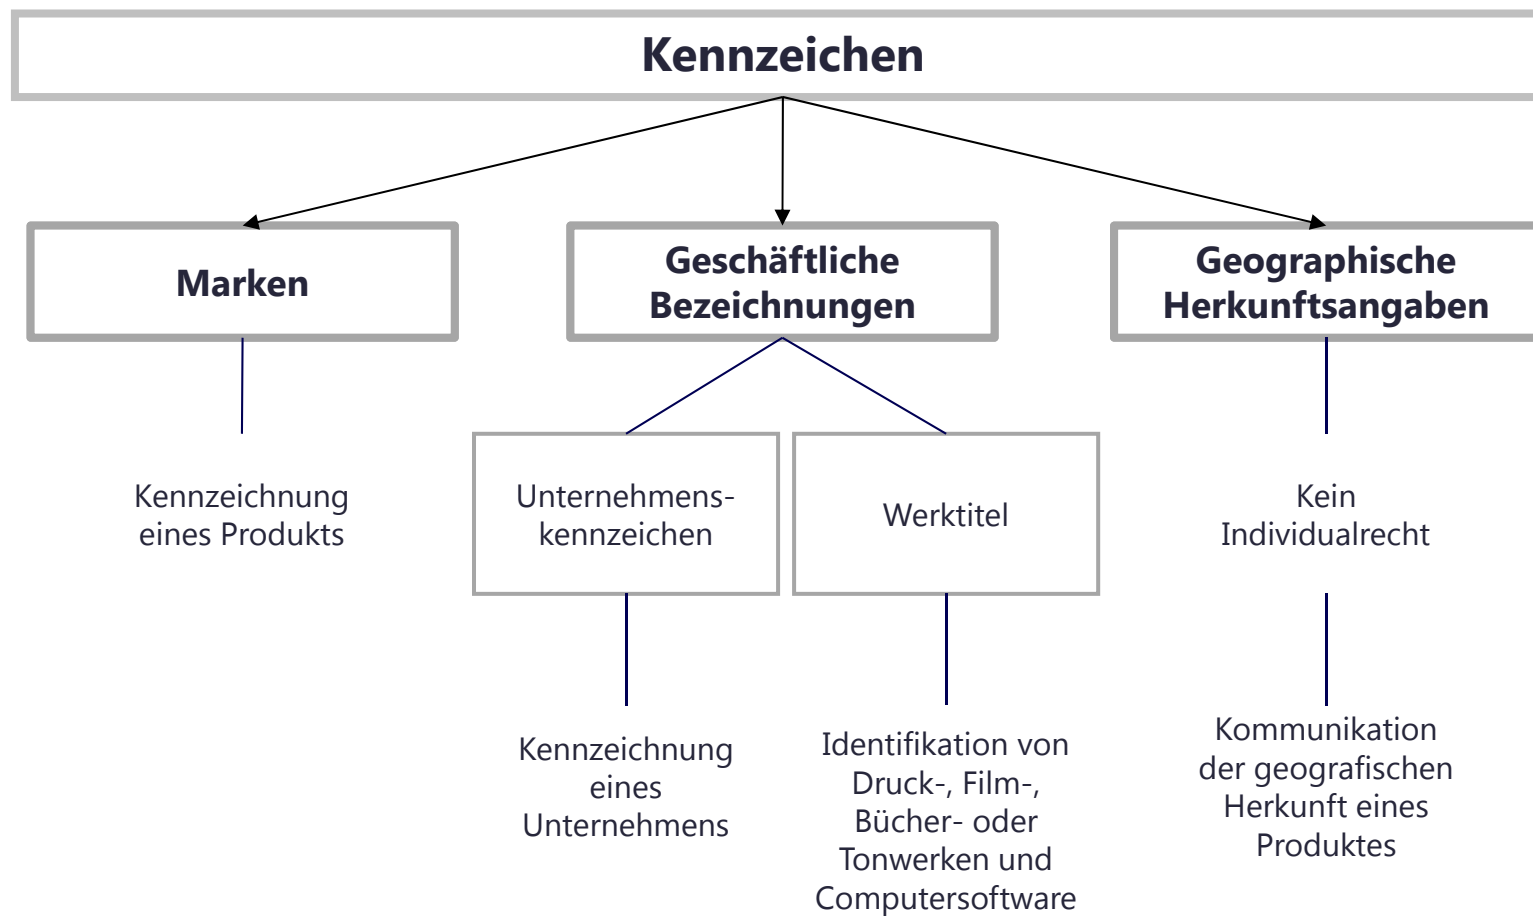 Kennzeichen
Marken
Geschäftliche
Bezeichnungen
Geographische
Herkunftsangaben
Kennzeichnung
eines Produkts
Unternehmens-
kennzeichen
Werktitel
Kein
Individualrecht
Kennzeichnung
eines
Unternehmens
Identifikation von
Druck-, Film-,
Bücher- oder
Tonwerken und
Computersoftware
Kommunikation
der geografischen
Herkunft eines
Produktes